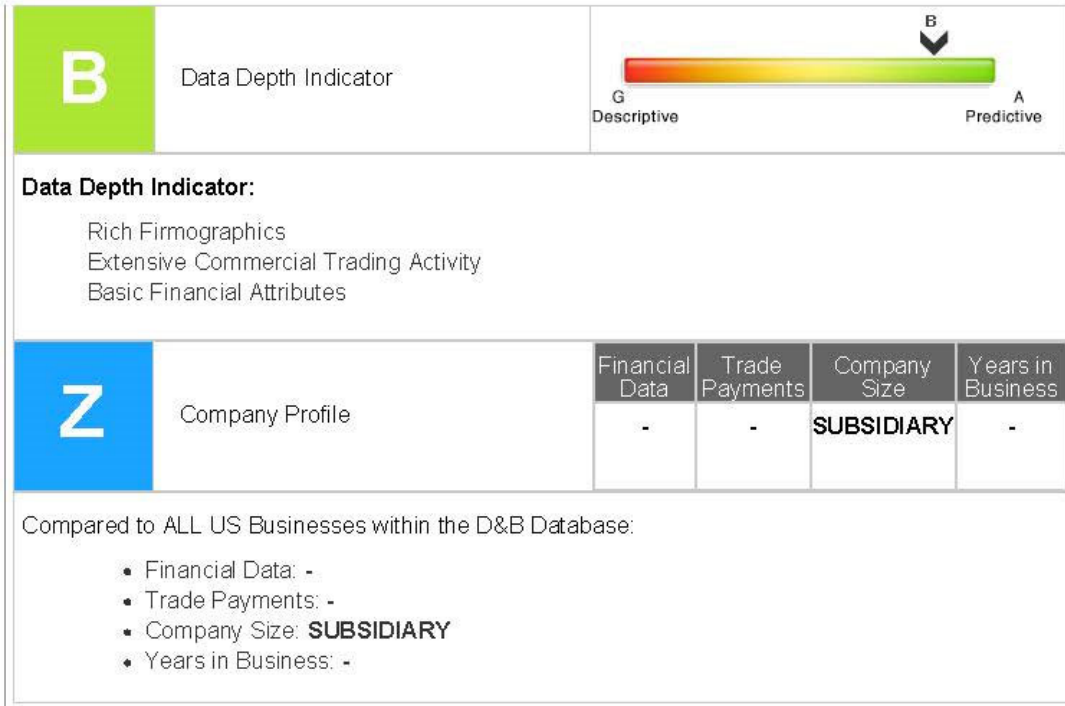 B
Data Depth Indicator
B
G
Descriptive
A
Predictive
Data Depth Indicator:
Rich Firmographics
Extensive Commercial Trading Activity
Basic Financial Attributes
Z
Company Profile
Financial Data
Trade Payments
Company Size
Years in Business
-
-
SUBSIDIARY
-
Compared to ALL US Businesses within the D&B Database:
• Financial Data: -
• Trade Payments: -
• Company Size: SUBSIDIARY
• Years in Business: -